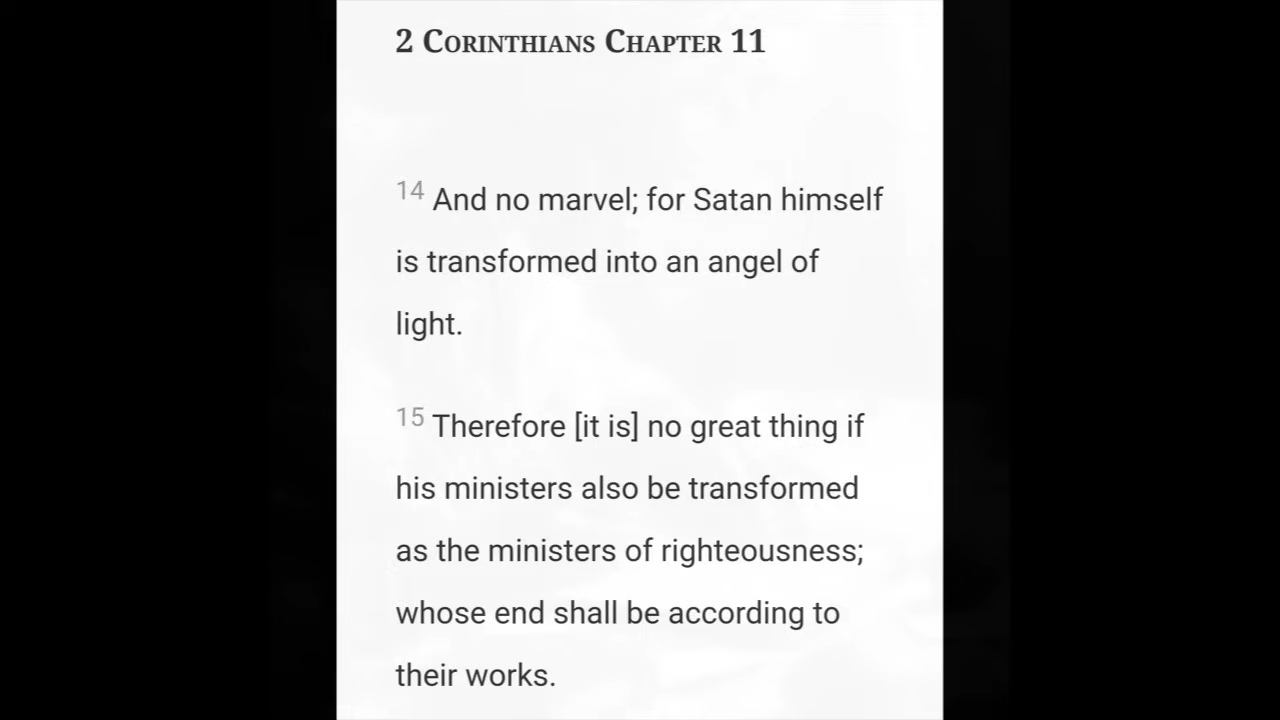 2 Corinthians Chapter 11
14 And no marvel; for Satan himself
is transformed into an angel of
light.
15 Therefore [it is] no great thing if
his ministers also be transformed
as the ministers of righteousness;
whose end shall be according to
their works.